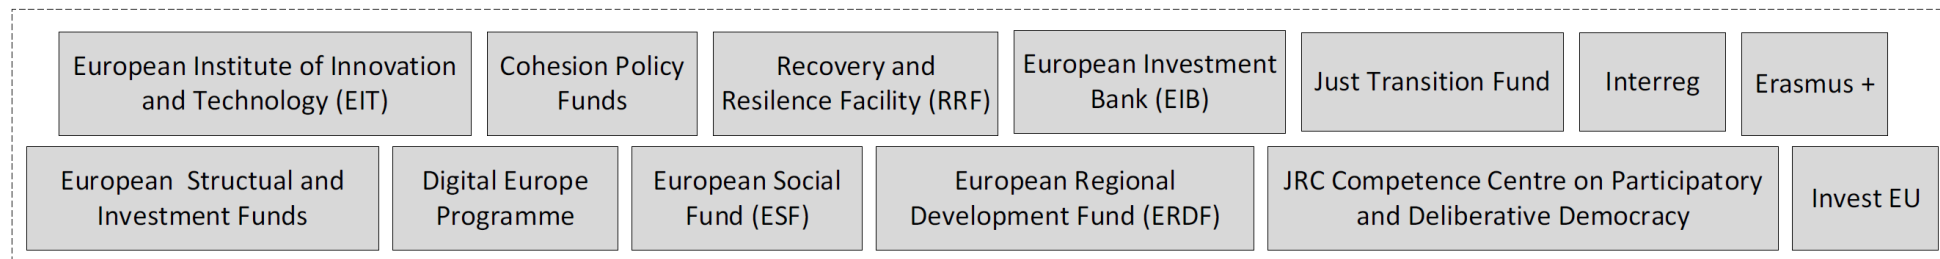 European Institute of Innovation
and Technology (EIT)
Cohesion Policy
Funds
Recovery and
Resilence Facility (RRF)
European Investment
Bank (EIB)
Just Transition Fund
Interreg
Erasmus +
European  Structual and
Investment Funds
Digital Europe
Programme
European Social
Fund (ESF)
European Regional
Development Fund (ERDF)
JRC Competence Centre on Participatory
and Deliberative Democracy
Invest EU